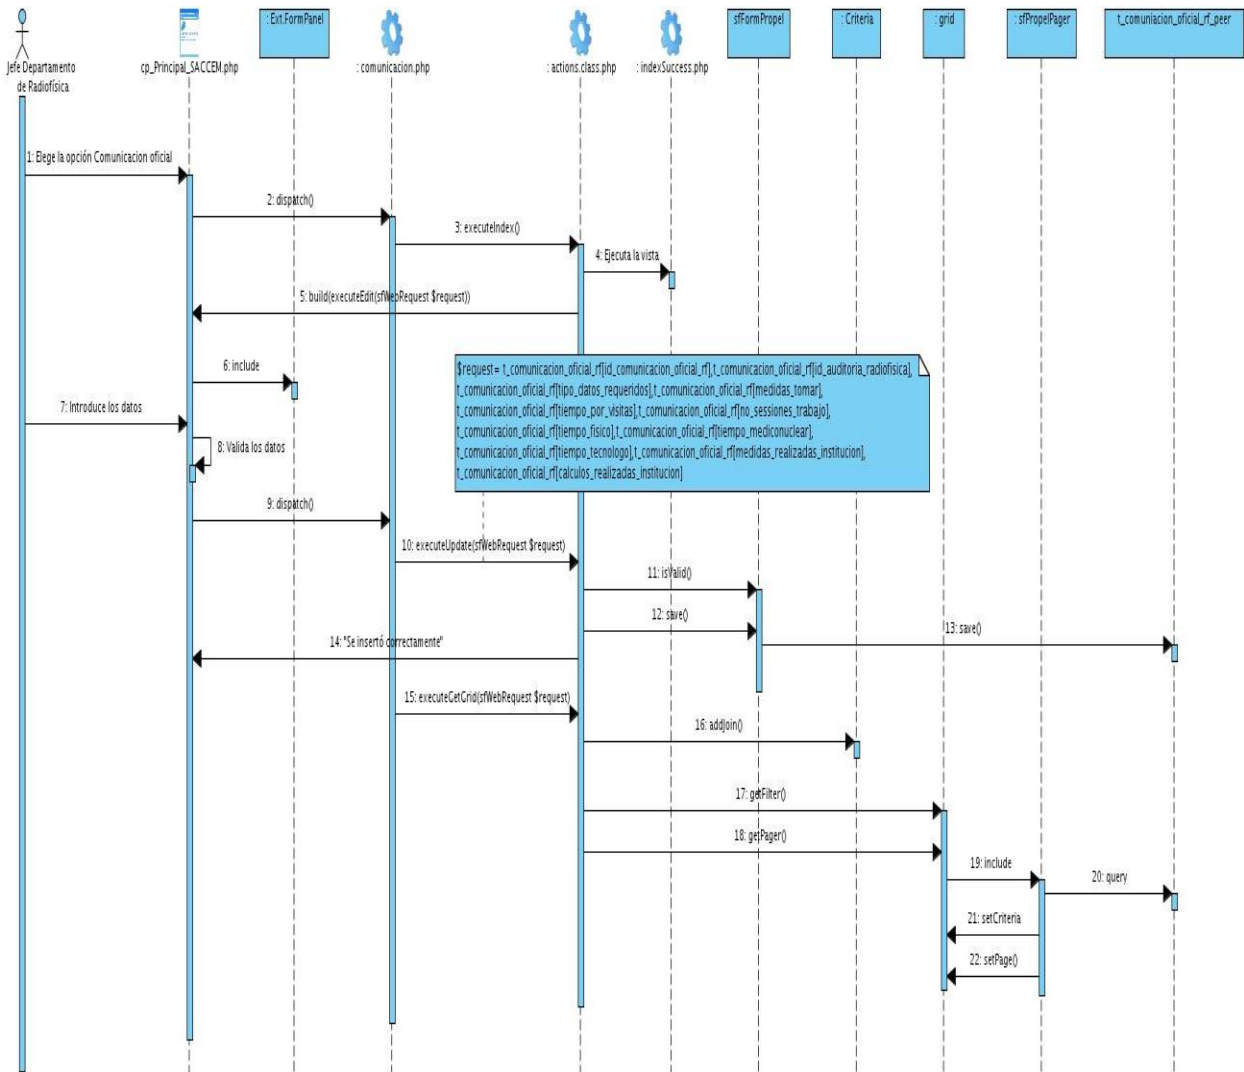 : Ext.FormPanel
sfFormPropel
: Criteria
: grid
: sfPropelPager
t_comuniacion_oficial_rf_peer
Jefe Departamento
de Radiofísica
cp_Principal_SACCEM.php
: comunicacion.php
: actions.class.php
: indexSuccess.php
1: Elege la opción Comunicacion oficial
2: dispatch()
3: executeIndex()
4: Ejecuta la vista
5: build(executeEdit(sfWebRequest $request))
6: include
$request= t_comunicacion_oficial_rf[id_comunicacion_oficial_rf],t_comunicacion_oficial_rf[id_auditoria_radiofisica],
t_comunicacion_oficial_rf[tipo_datos_requeridos],t_comunicacion_oficial_rf[medidas_tomar],
t_comunicacion_oficial_rf[tiempo_por_visitas],t_comunicacion_oficial_rf[no_sessiones_trabajo],
t_comunicacion_oficial_rf[tiempo_fisico],t_comunicacion_oficial_rf[tiempo_mediconuclear],
t_comunicacion_oficial_rf[tiempo_tecnologo],t_comunicacion_oficial_rf[medidas_realizadas_institucion],
t_comunicacion_oficial_rf[calculos_realizadas_institucion]
7: Introduce los datos
8: Valida los datos
9: dispatch()
10: executeUpdate(sfWebRequest $request)
11: isValid()
12: save()
13: save()
14: "Se insertó correctamente"
15: executeGetGrid(sfWebRequest $request)
16: addJoin()
17: getFilter()
18: getPager()
19: include
20: query
21: setCriteria
22: setPage()